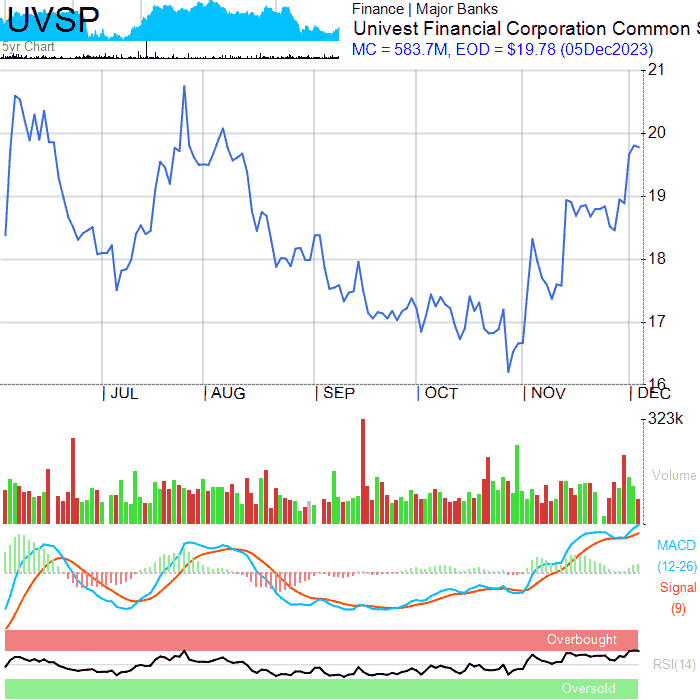 UVSP
5yr Chart
Finance | Major Banks
Univest Financial Corporation Common S
MC = 583.7M, EOD = $19.78 (05Dec2023)
21
20
19
18
17
16
| JUL | AUG | SEP | OCT | NOV | DEC
323k
Volume
MACD
(12-26)
Signal
(9)
Overbought
RSI(14)
Oversold